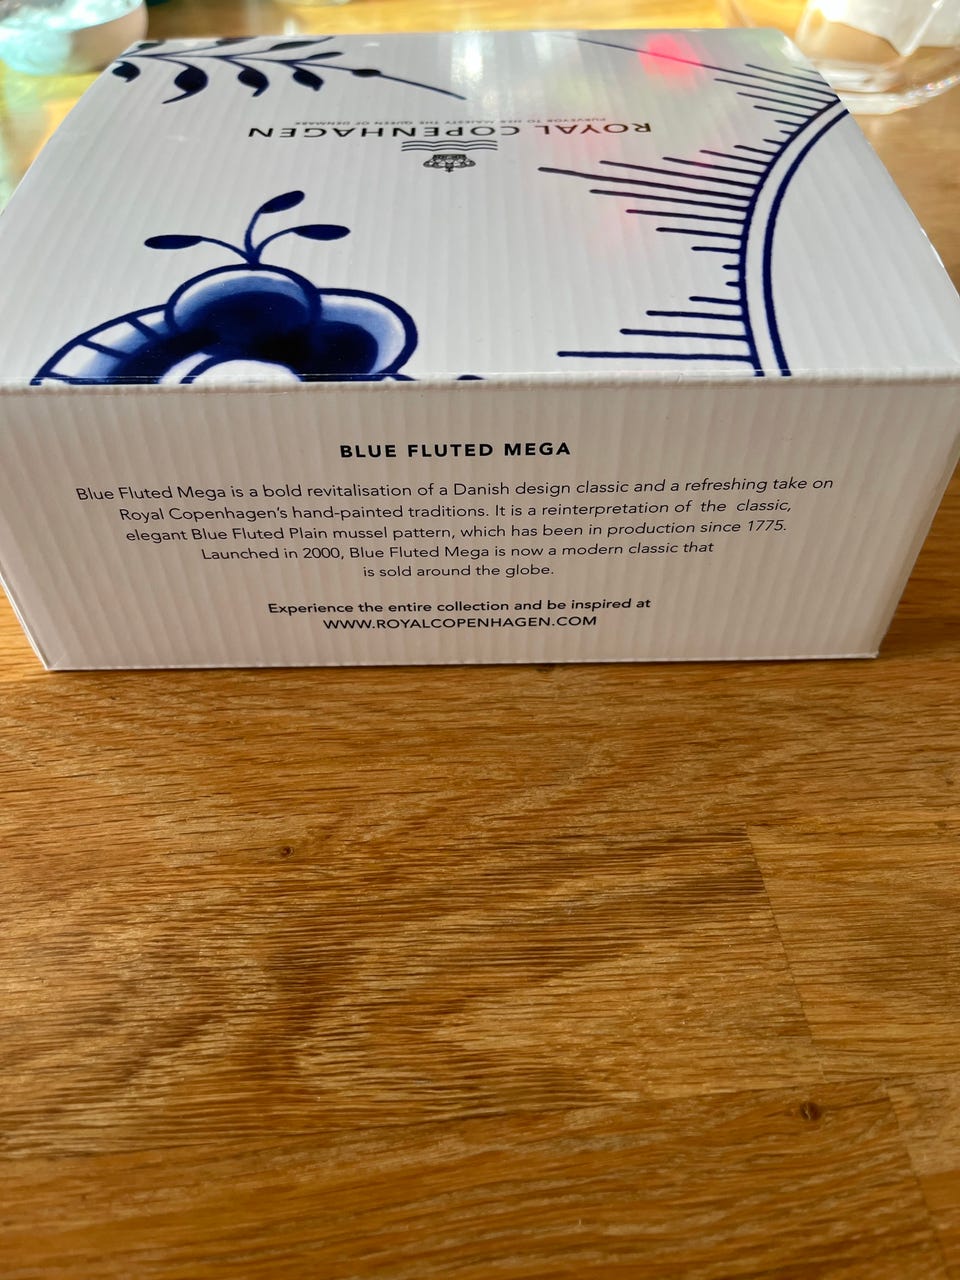 ROYAL COPENHAGEN
PURVEYOR TO HER MAJESTY THE QUEEN OF DENMARK
BLUE FLUTED MEGA
Blue Fluted Mega is a bold revitalisation of a Danish design classic and a refreshing take on
Royal Copenhagen's hand-painted traditions. It is a reinterpretation of the classic,
elegant Blue Fluted Plain mussel pattern, which has been in production since 1775.
Launched in 2000, Blue Fluted Mega is now a modern classic that
is sold around the globe.
Experience the entire collection and be inspired at
WWW.ROYALCOPENHAGEN.COM